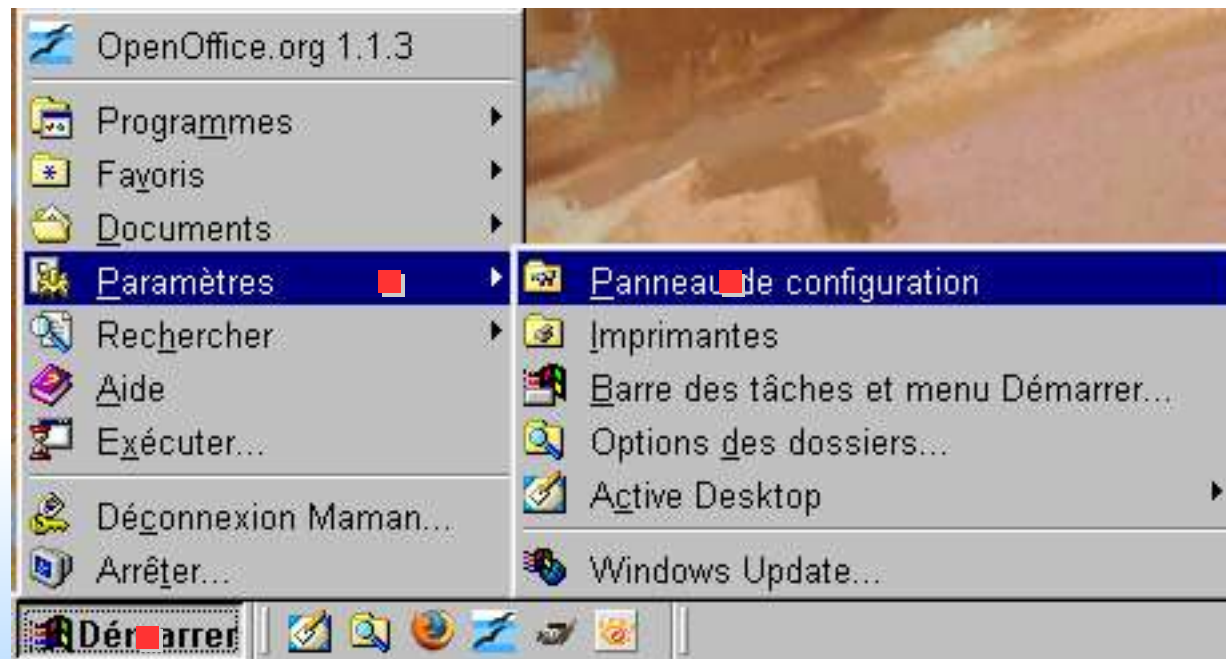 OpenOffice.org 1.1.3
Programmes
Favoris
Documents
Paramètres
Rechercher
Aide
Exécuter...
Déconnexion Maman...
Arrêter...
Panneau de configuration
Imprimantes
Barre des tâches et menu Démarrer...
Options des dossiers...
Active Desktop
Windows Update...
Démarrer